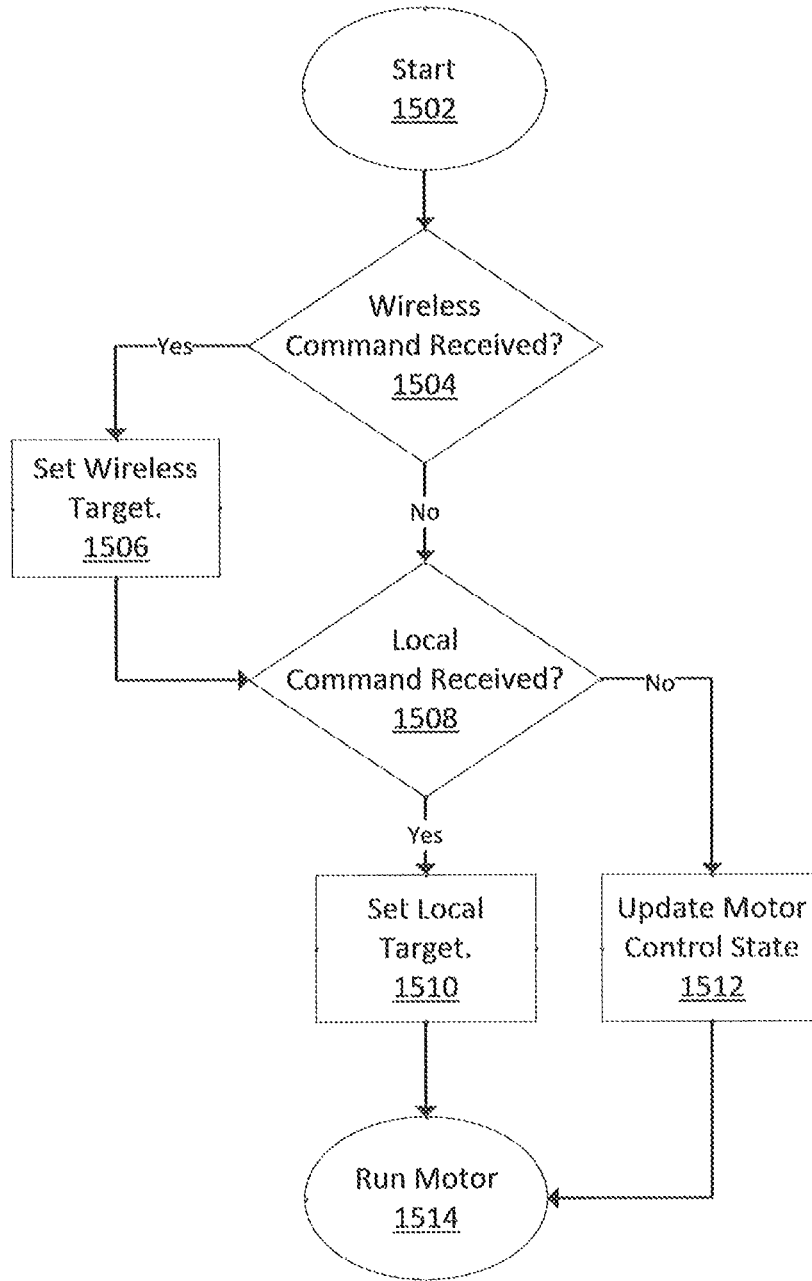 Start
1502
Wireless
Command Received?
1504
Yes
Set Wireless
Target.
1506
No
Local
Command Received?
1508
No
Yes
Set Local
Target.
1510
Update Motor
Control State
1512
Run Motor
1514